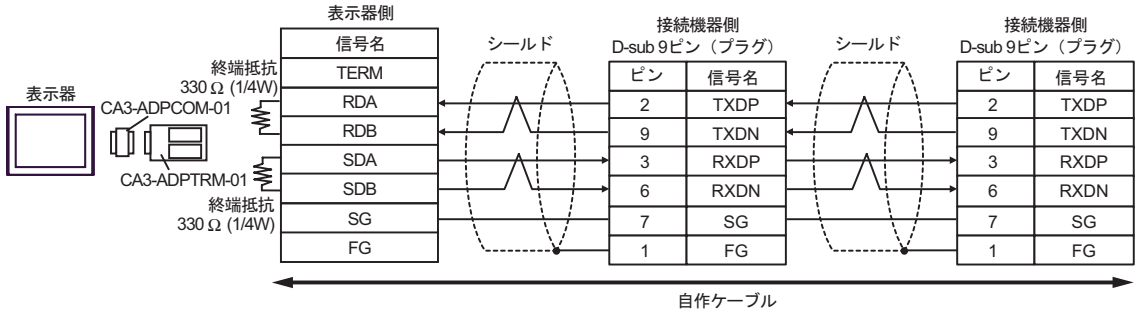 表示器側
接続機器側
接続機器側
信号名
シールド
D-sub 9ピン（プラグ）
シールド
D-sub 9ピン（プラグ）
終端抵抗
330 Ω (1/4W)
TERM
ピン 信号名
ピン 信号名
表示器
CA3-ADPCOM-01
RDA
2 TXDP
2 TXDP
RDB
9 TXDN
9 TXDN
SDA
3 RXDP
3 RXDP
CA3-ADPTRM-01
SDB
6 RXDN
6 RXDN
終端抵抗
330 Ω (1/4W)
SG
7 SG
7 SG
FG
1 FG
1 FG
自作ケーブル